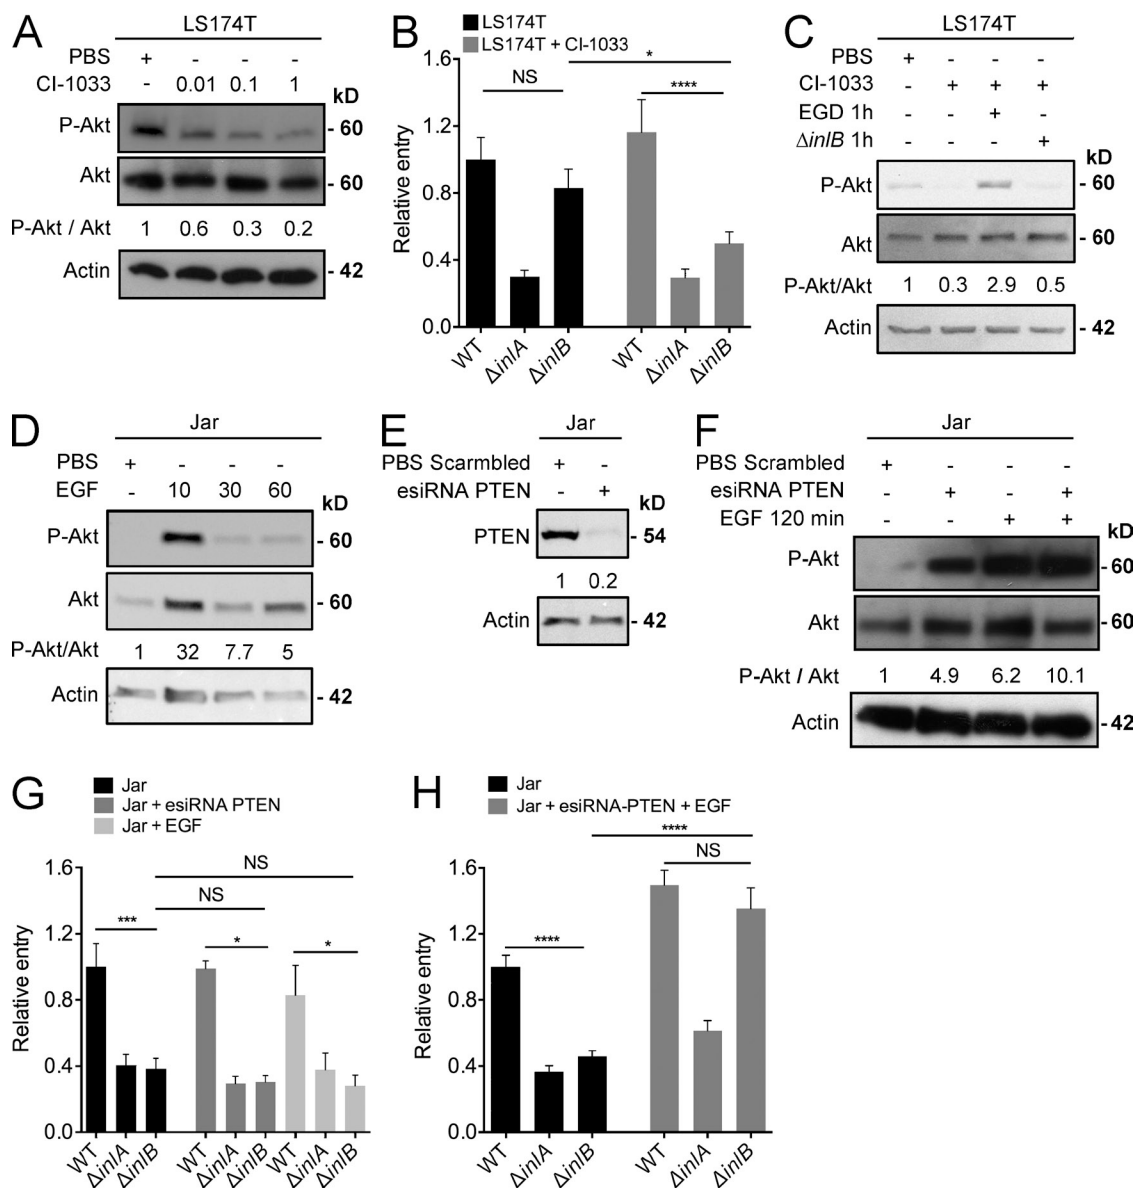 A
LS174T
PBS + - - -
CI-1033 - 0.01 0.1 1
kD
P-Akt - 60
Akt - 60
P-Akt / Akt 1 0.6 0.3 0.2
Actin - 42
B
LS174T
LS174T + CI-1033
Relative entry
1.6
1.2
0.8
0.4
0.0
NS
*
****
WT ΔinlA ΔinlB WT ΔinlA ΔinlB
C
LS174T
PBS + - - -
CI-1033 - + + +
EGD 1h - - + -
ΔinlB 1h - - - +
kD
P-Akt - 60
Akt - 60
P-Akt/Akt 1 0.3 2.9 0.5
Actin - 42
D
Jar
PBS + - - -
EGF - 10 30 60
kD
P-Akt - 60
Akt - 60
P-Akt/Akt 1 32 7.7 5
Actin - 42
E
Jar
PBS Scarmbled + -
esiRNA PTEN - +
kD
PTEN - 54
1 0.2
Actin - 42
F
Jar
PBS Scrambled + - - -
esiRNA PTEN - + - +
EGF 120 min - - + +
kD
P-Akt - 60
Akt - 60
P-Akt / Akt 1 4.9 6.2 10.1
Actin - 42
G
Jar
Jar + esiRNA PTEN
Jar + EGF
Relative entry
1.6
1.2
0.8
0.4
0.0
NS
NS
***
*
*
WT ΔinlA ΔinlB WT ΔinlA ΔinlB WT ΔinlA ΔinlB
H
Jar
Jar + esiRNA-PTEN + EGF
Relative entry
1.6
1.2
0.8
0.4
0.0
****
NS
****
WT ΔinlA ΔinlB WT ΔinlA ΔinlB